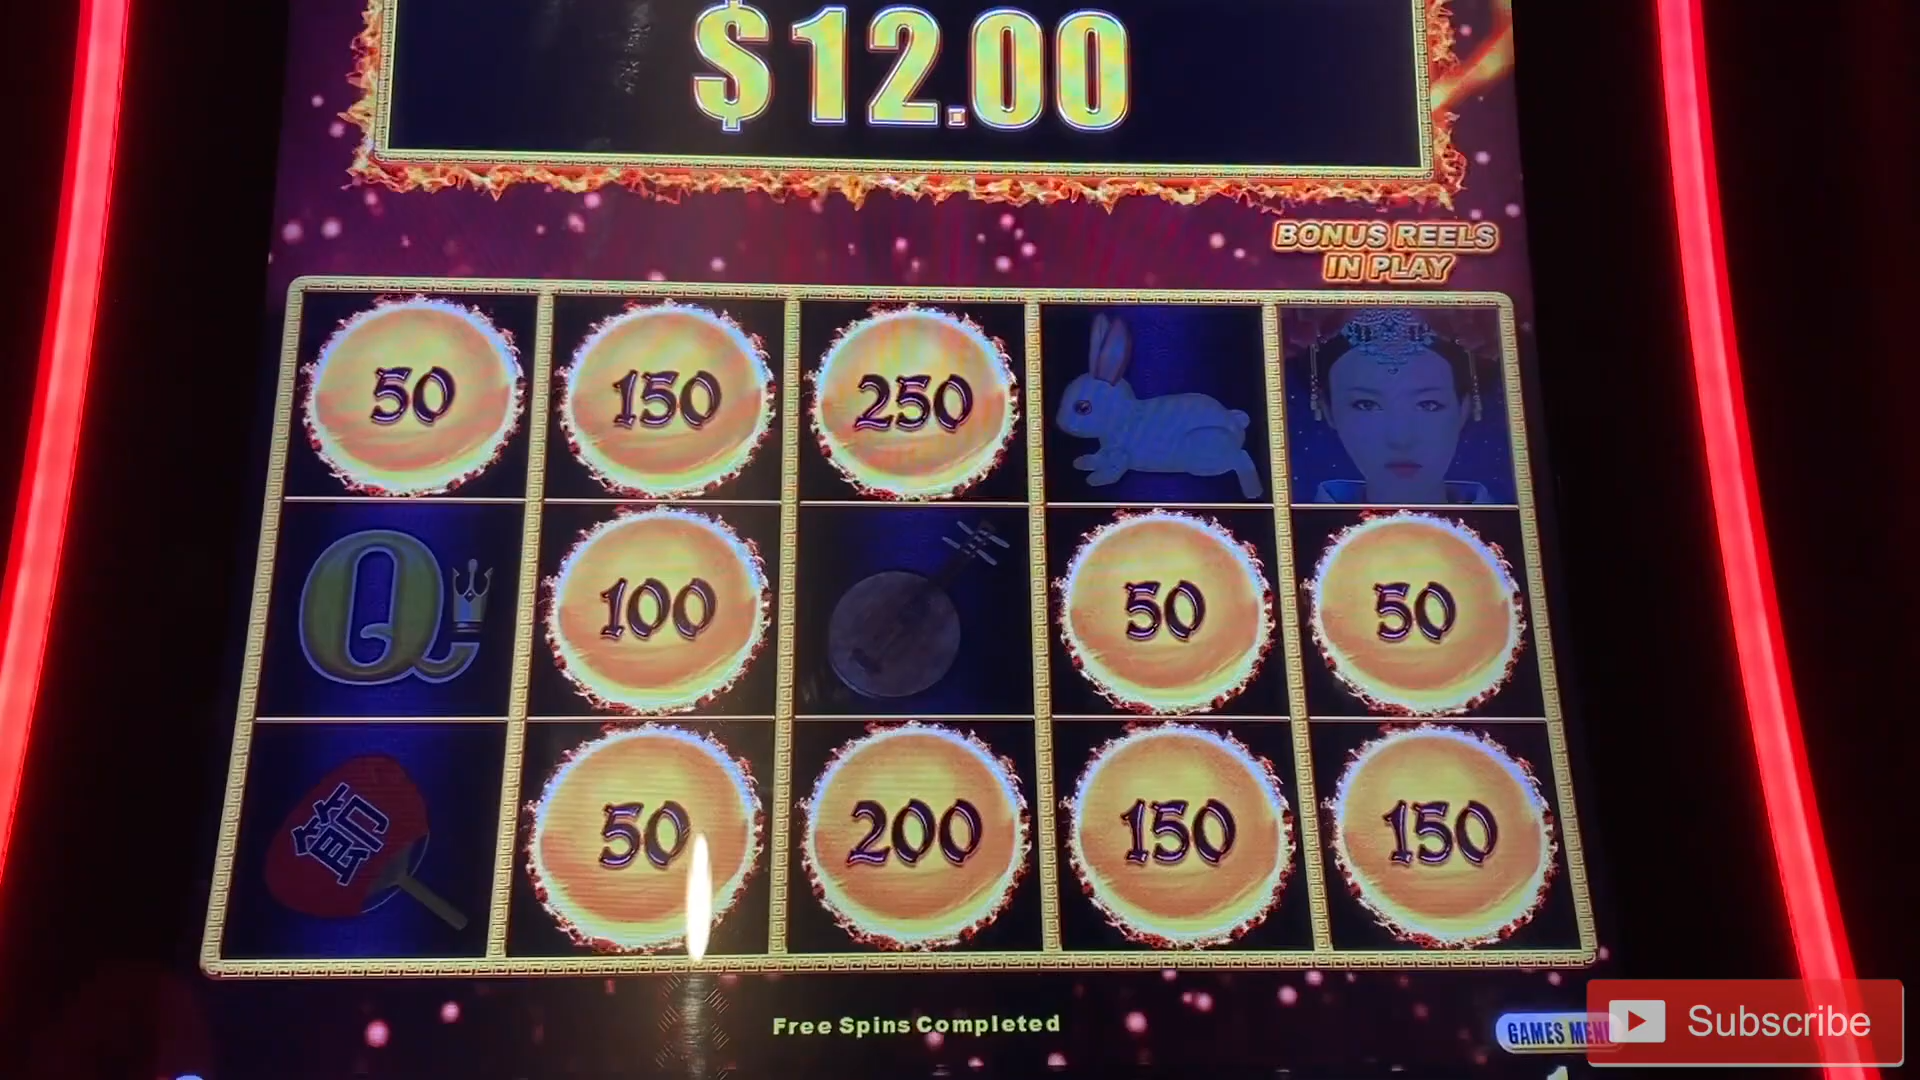 $12.00
BONUS REELS
IN PLAY
50 150 250
Q 100 50 50
節 50 200 150 150
Free Spins Completed
GAMES MENU
Subscribe